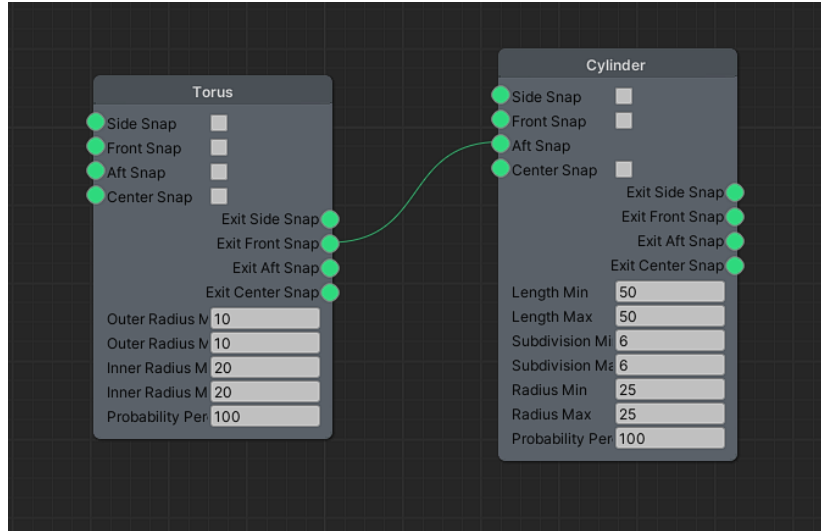 Torus
Side Snap
Front Snap
Aft Snap
Center Snap
Exit Side Snap
Exit Front Snap
Exit Aft Snap
Exit Center Snap
Outer Radius M 10
Outer Radius M 10
Inner Radius M 20
Inner Radius M 20
Probability Per 100
Cylinder
Side Snap
Front Snap
Aft Snap
Center Snap
Exit Side Snap
Exit Front Snap
Exit Aft Snap
Exit Center Snap
Length Min 50
Length Max 50
Subdivision Mi 6
Subdivision Ma 6
Radius Min 25
Radius Max 25
Probability Per 100